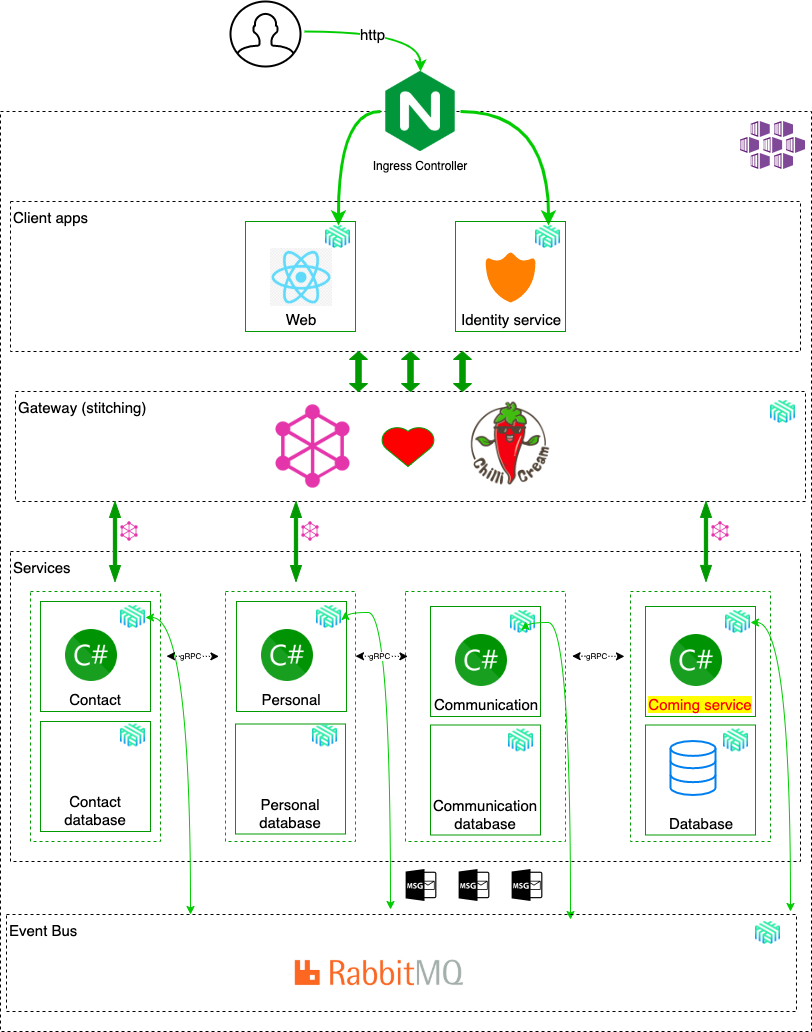 http
N
Ingress Controller
Client apps
Web
Identity service
Gateway (stitching)
Chilli Cream
Services
C#
Contact
gRPC
C#
Personal
gRPC
C#
Communication
gRPC
C#
Coming service
Contact
database
Personal
database
Communication
database
Database
MSG
MSG
MSG
Event Bus
RabbitMQ